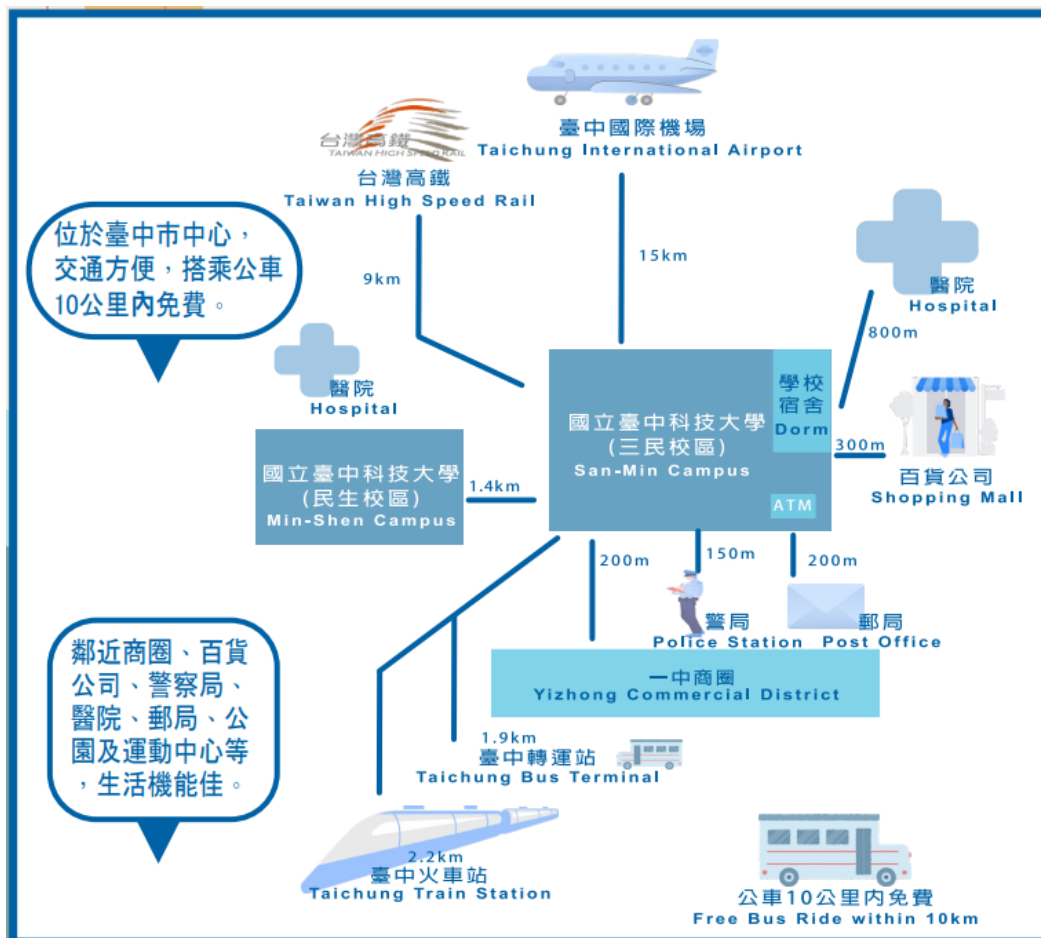 臺中國際機場
Taichung International Airport
台灣高鐵
TAIWAN HIGH SPEED RAIL
台灣高鐵
Taiwan High Speed Rail
位於臺中市中心，
交通方便，搭乘公車
10公里內免費。
9km
15km
醫院
Hospital
800m
醫院
Hospital
國立臺中科技大學
(三民校區)
San-Min Campus
學校
宿舍
Dorm
300m
百貨公司
Shopping Mall
國立臺中科技大學
(民生校區)
Min-Shen Campus
1.4km
ATM
200m
150m
200m
警局
Police Station
郵局
Post Office
一中商圈
Yizhong Commercial District
鄰近商圈、百貨
公司、警察局、
醫院、郵局、公
園及運動中心等
，生活機能佳。
1.9km
臺中轉運站
Taichung Bus Terminal
2.2km
臺中火車站
Taichung Train Station
公車10公里內免費
Free Bus Ride within 10km